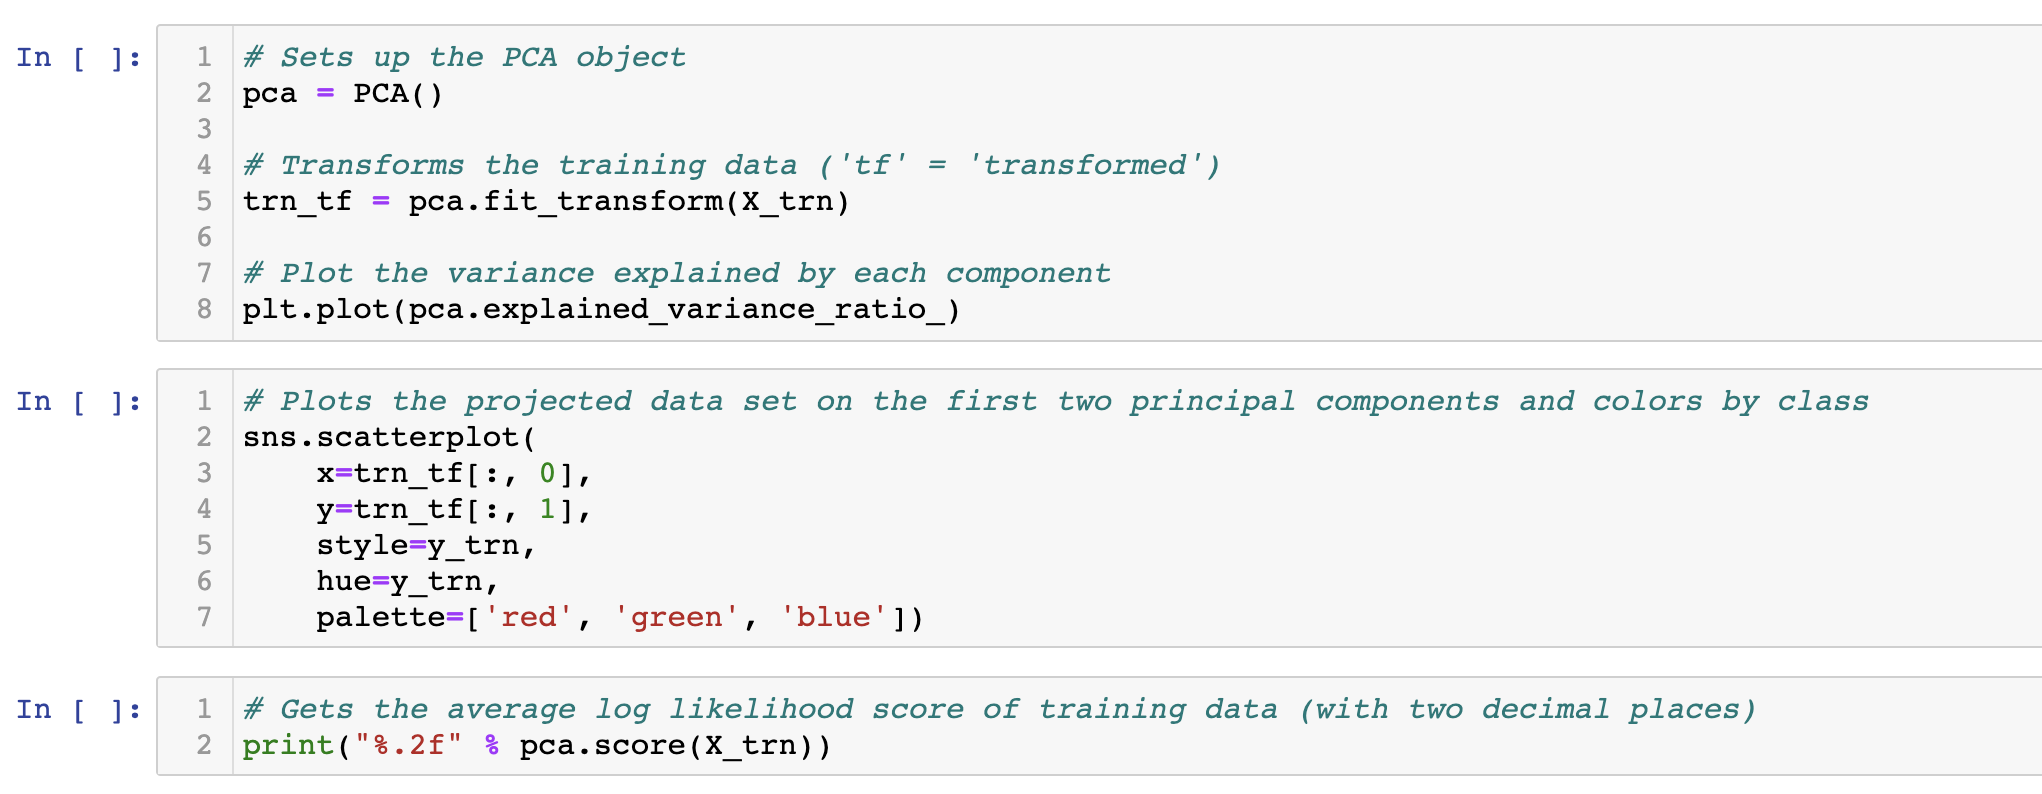 In [ ]:
1 # Sets up the PCA object
2 pca = PCA()
3
4 # Transforms the training data ('tf' = 'transformed')
5 trn_tf = pca.fit_transform(X_trn)
6
7 # Plot the variance explained by each component
8 plt.plot(pca.explained_variance_ratio_)
In [ ]:
1 # Plots the projected data set on the first two principal components and colors by class
2 sns.scatterplot(
3     x=trn_tf[:, 0],
4     y=trn_tf[:, 1],
5     style=y_trn,
6     hue=y_trn,
7     palette=['red', 'green', 'blue'])
In [ ]:
1 # Gets the average log likelihood score of training data (with two decimal places)
2 print("%.2f" % pca.score(X_trn))